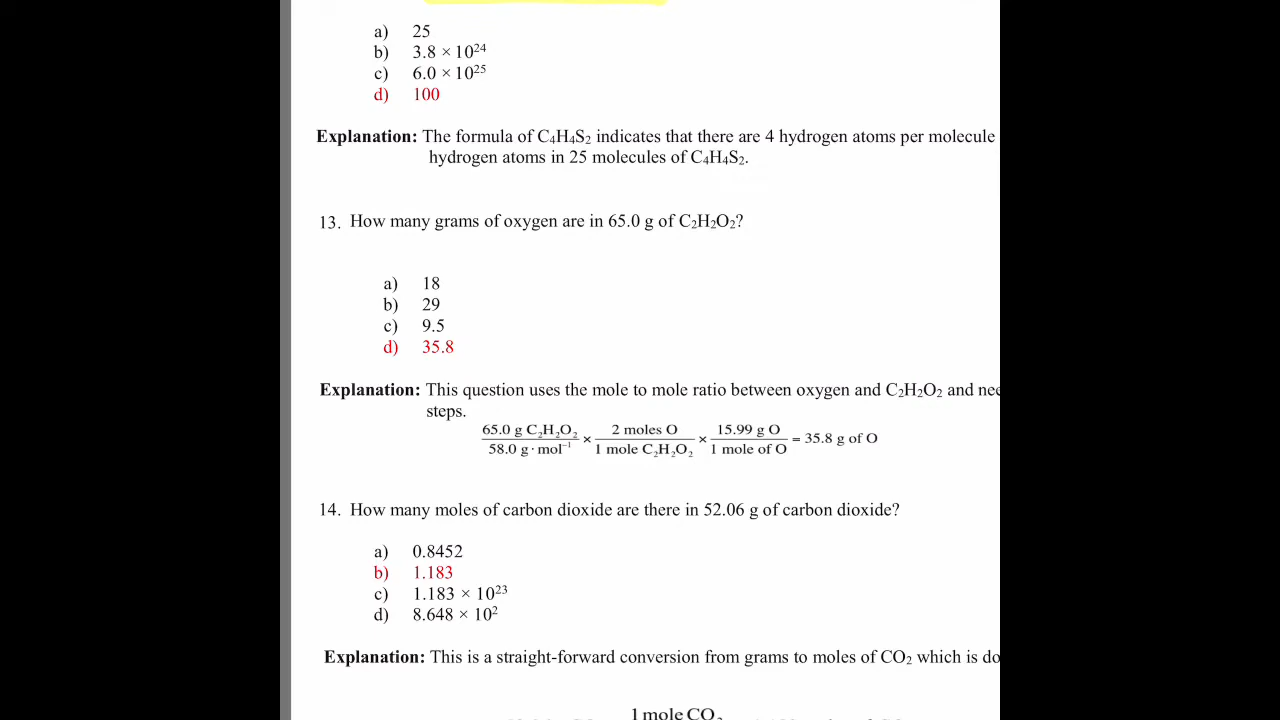 a) 25
b) 3.8 × 10²⁴
c) 6.0 × 10²⁵
d) 100
Explanation: The formula of C₄H₄S₂ indicates that there are 4 hydrogen atoms per molecule
hydrogen atoms in 25 molecules of C₄H₄S₂.
13. How many grams of oxygen are in 65.0 g of C₂H₂O₂?
a) 18
b) 29
c) 9.5
d) 35.8
Explanation: This question uses the mole to mole ratio between oxygen and C₂H₂O₂ and
steps.
65.0 g C₂H₂O₂ / 58.0 g·mol⁻¹ × 2 moles O / 1 mole C₂H₂O₂ × 15.99 g O / 1 mole of O = 35.8 g of O
14. How many moles of carbon dioxide are there in 52.06 g of carbon dioxide?
a) 0.8452
b) 1.183
c) 1.183 × 10²³
d) 8.648 × 10²
Explanation: This is a straight-forward conversion from grams to moles of CO₂ which is
1 mole CO₂